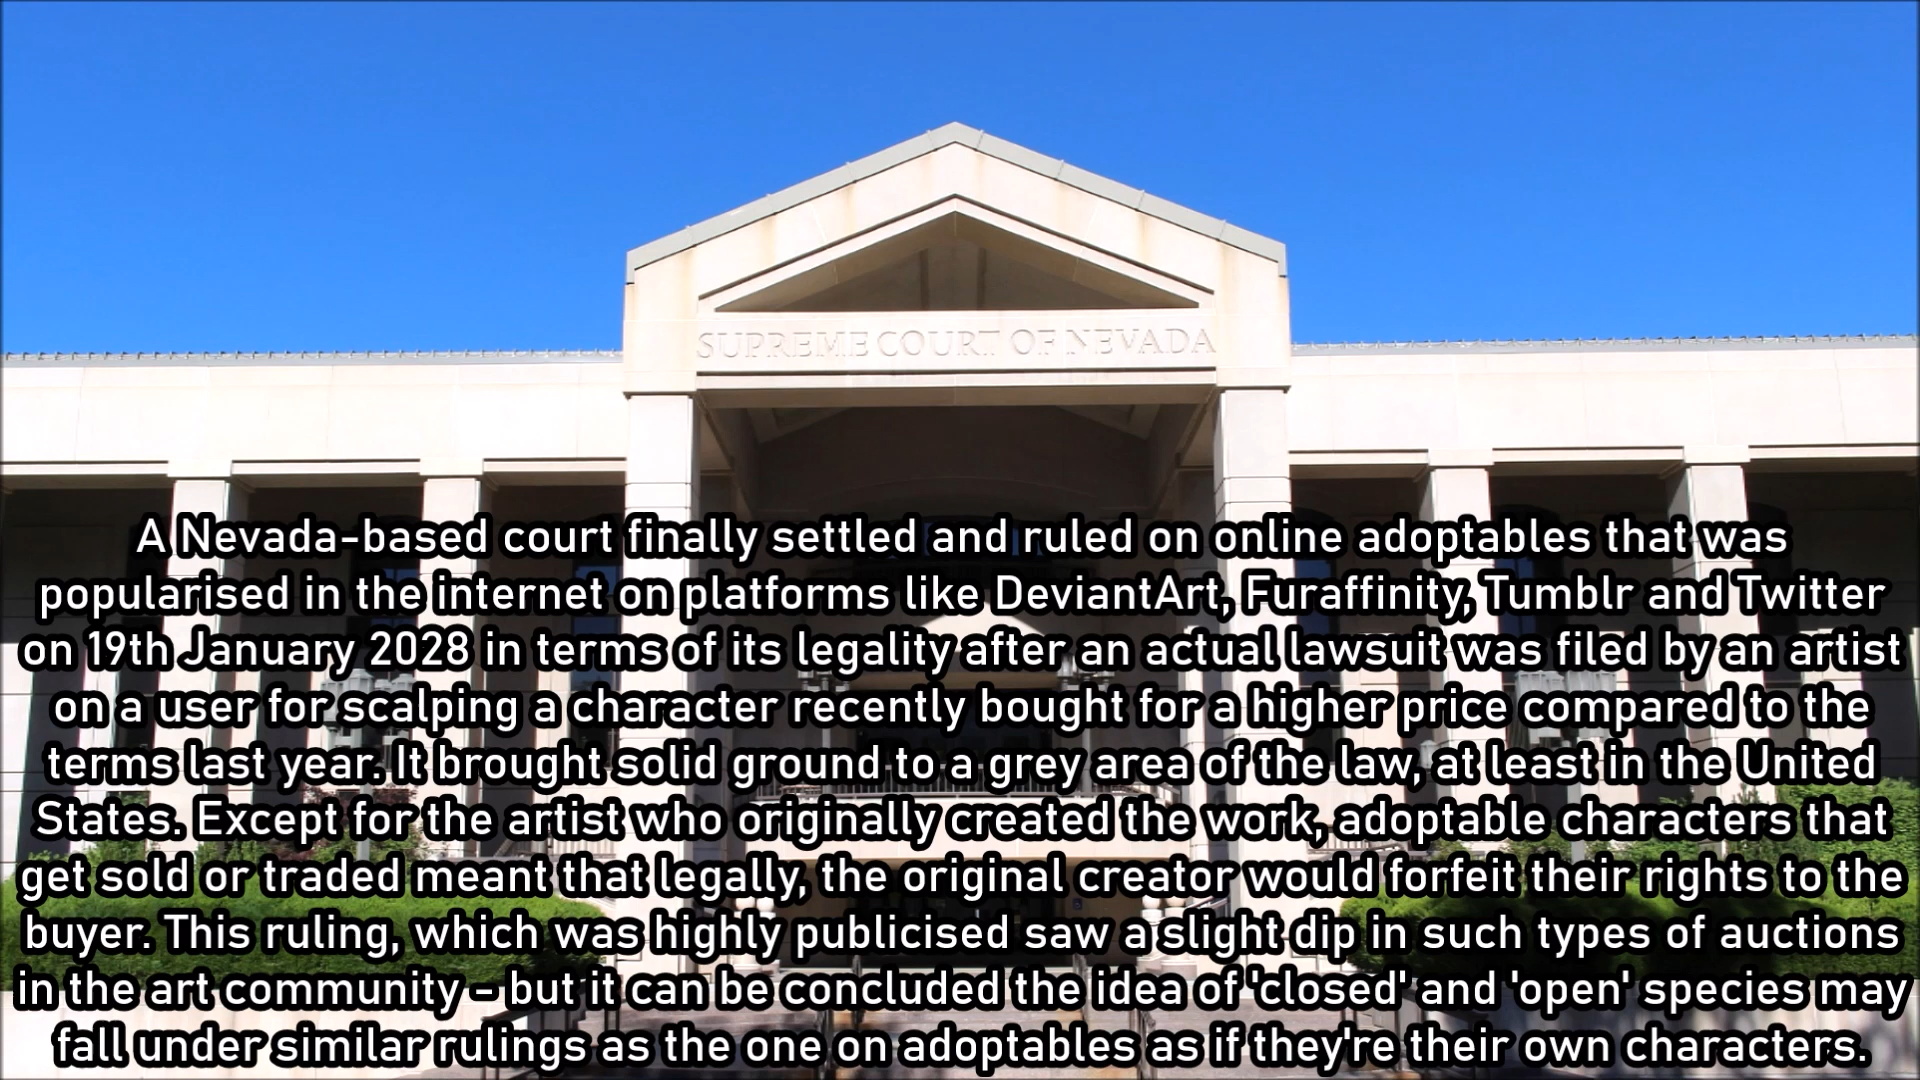 SUPREME COURT OF NEVADA
A Nevada-based court finally settled and ruled on online adoptables that was
popularised in the internet on platforms like DeviantArt, Furaffinity, Tumblr and Twitter
on 19th January 2028 in terms of its legality after an actual lawsuit was filed by an artist
on a user for scalping a character recently bought for a higher price compared to the
terms last year. It brought solid ground to a grey area of the law, at least in the United
States. Except for the artist who originally created the work, adoptable characters that
get sold or traded meant that legally, the original creator would forfeit their rights to the
buyer. This ruling, which was highly publicised saw a slight dip in such types of auctions
in the art community - but it can be concluded the idea of 'closed' and 'open' species may
fall under similar rulings as the one on adoptables as if they're their own characters.